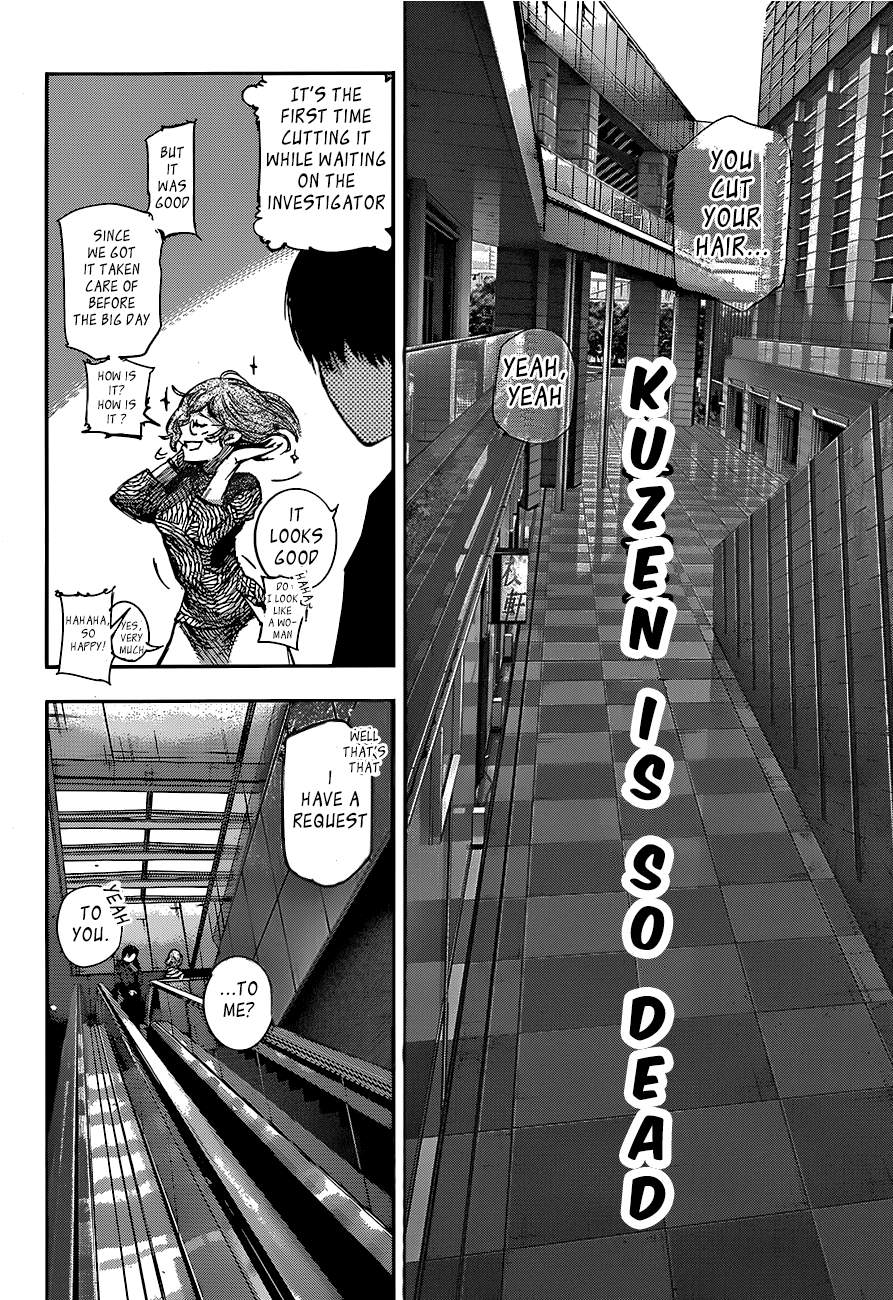 YOU
CUT
YOUR
HAIR...
YEAH,
YEAH
KUZEN IS SO DEAD
軒
IT'S THE
FIRST TIME
CUTTING IT
WHILE WAITING
ON THE
INVESTIGATOR
BUT
IT
WAS
GOOD
SINCE
WE GOT
IT TAKEN
CARE OF
BEFORE
THE BIG DAY
HOW IS
IT?
HOW IS
IT ?
IT
LOOKS
GOOD
HAHA
DO
I LOOK
LIKE
A WO-
MAN
YES,
VERY
MUCH
HAHAHA,
SO
HAPPY!
WELL
THAT'S
THAT
I
HAVE A
REQUEST
...TO
ME?
YEAH
TO
YOU.